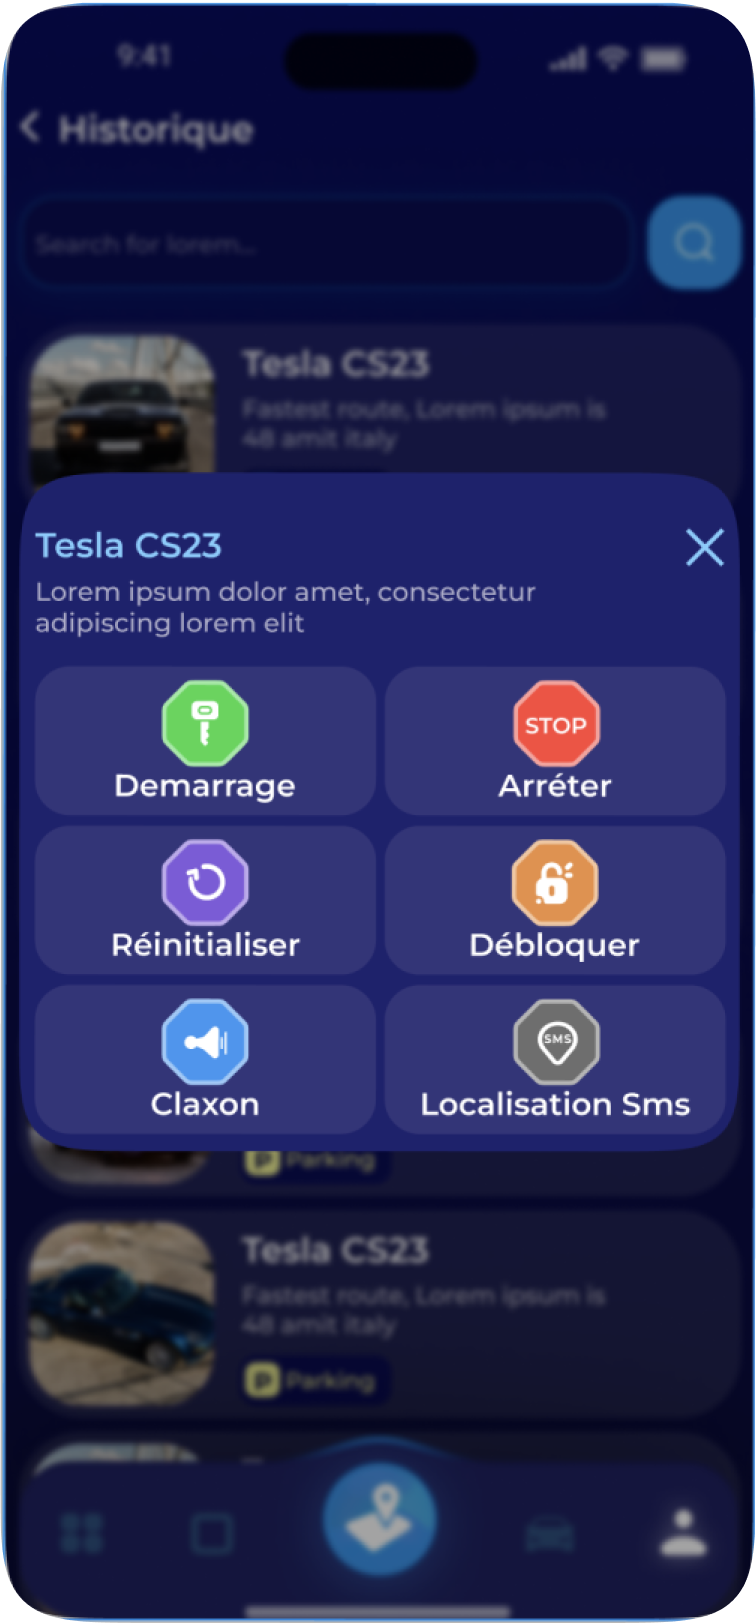 9:41
Historique
Search for lorem...
Tesla CS23
Fastest route, Lorem ipsum is
48 amit italy
Tesla CS23
Lorem ipsum dolor amet, consectetur
adipiscing lorem elit
Demarrage
STOP
Arréter
Réinitialiser
Débloquer
Claxon
SMS
Localisation Sms
P Parking
Tesla CS23
Fastest route, Lorem ipsum is
48 amit italy
P Parking